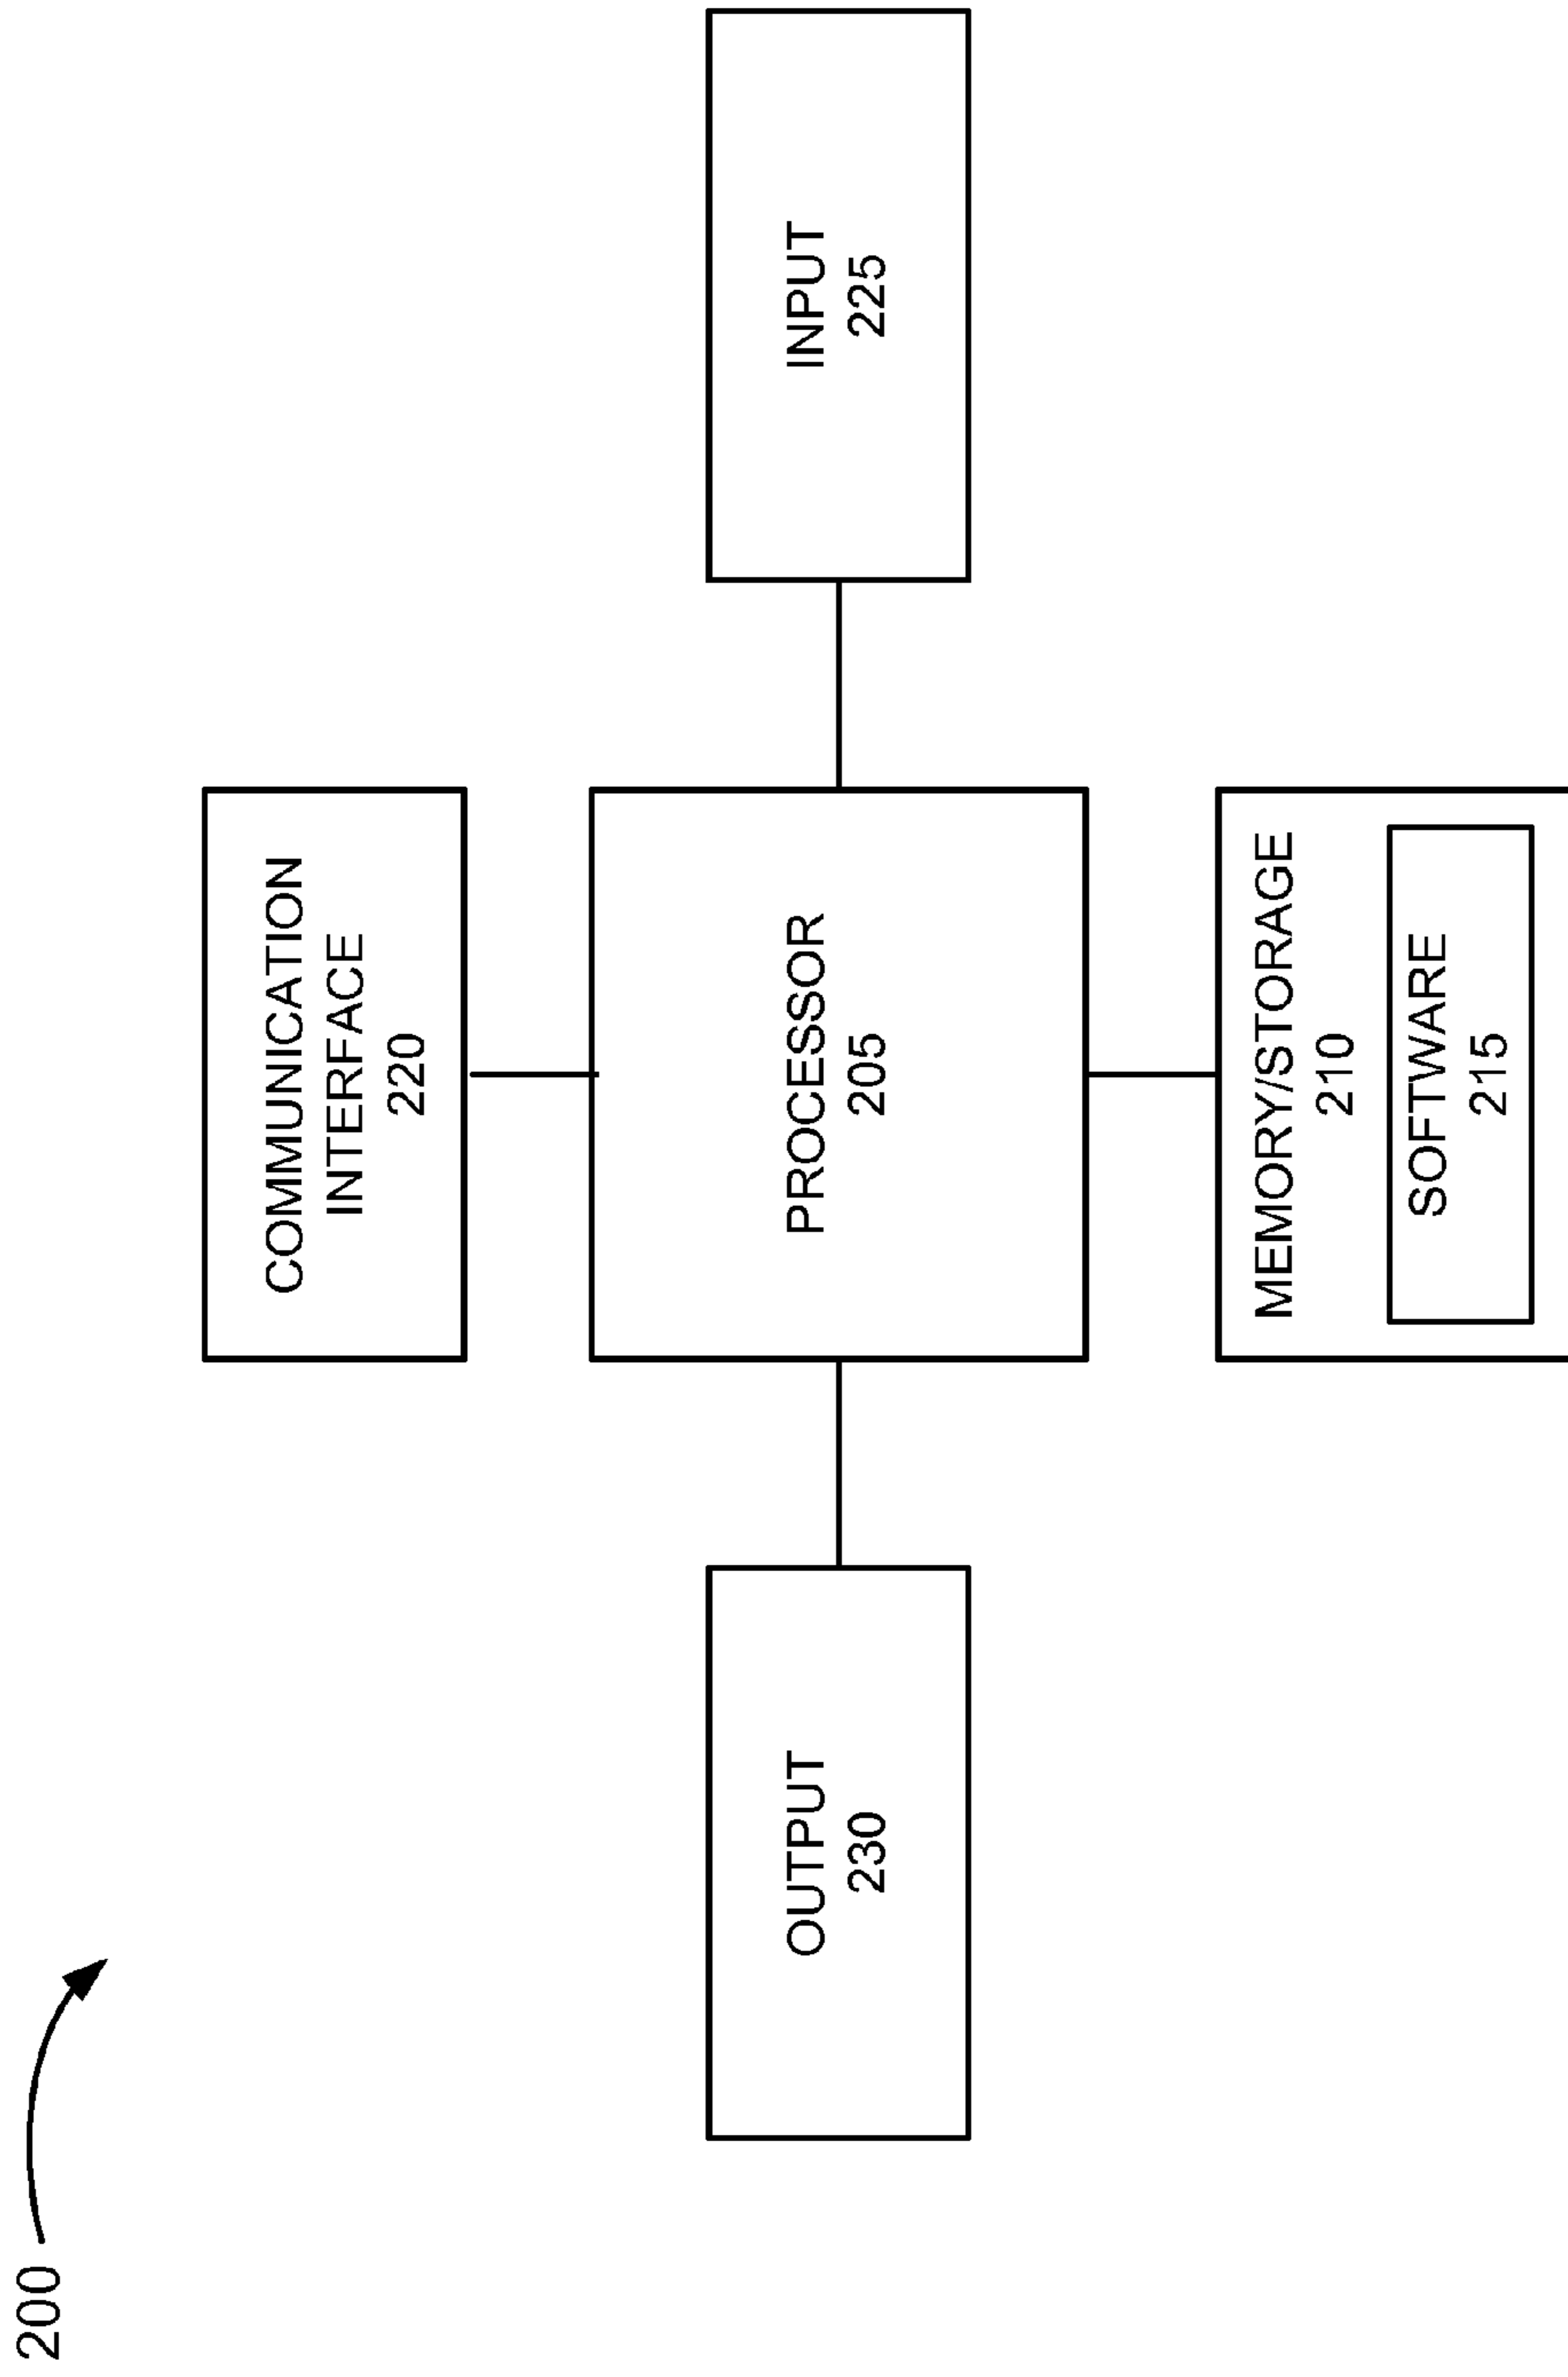 200
COMMUNICATION
INTERFACE
220
OUTPUT
230
PROCESSOR
205
INPUT
225
MEMORY/STORAGE
210
SOFTWARE
215